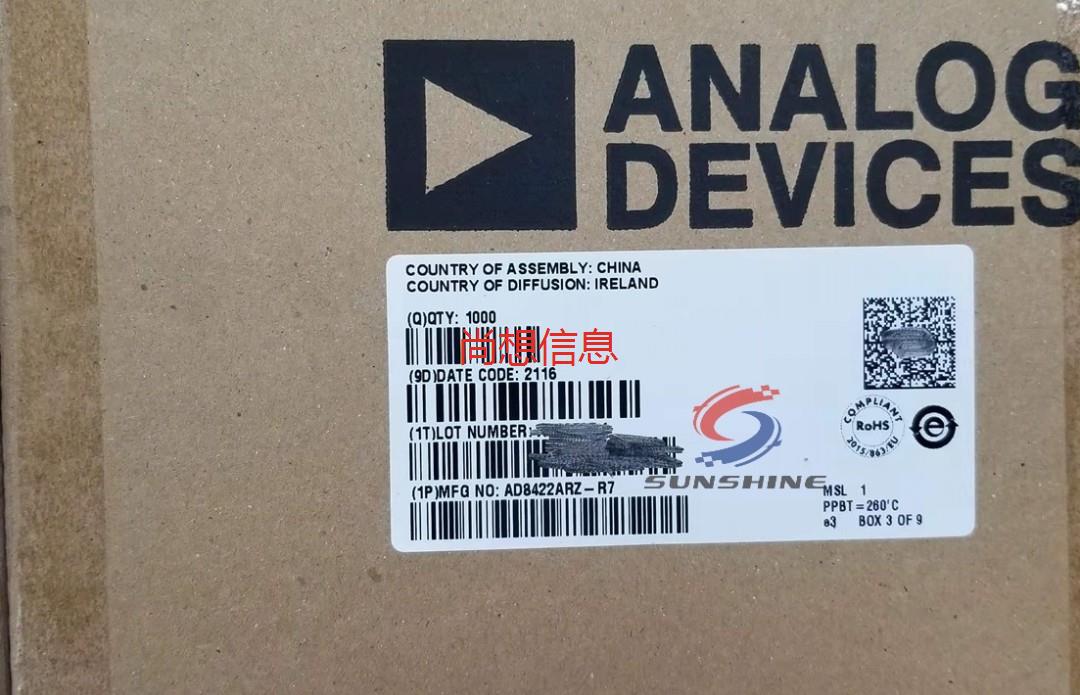 ANALOG
DEVICES
COUNTRY OF ASSEMBLY: CHINA
COUNTRY OF DIFFUSION: IRELAND
(Q)QTY: 1000
尚想信息
(9D)DATE CODE: 2116
(1T)LOT NUMBER:
(1P)MFG NO: AD8422ARZ-R7
COMPLIANT
RoHS
2015/863/EU
e
SUNSHINE
MSL 1
PPBT=260°C
e3 BOX 3 OF 9